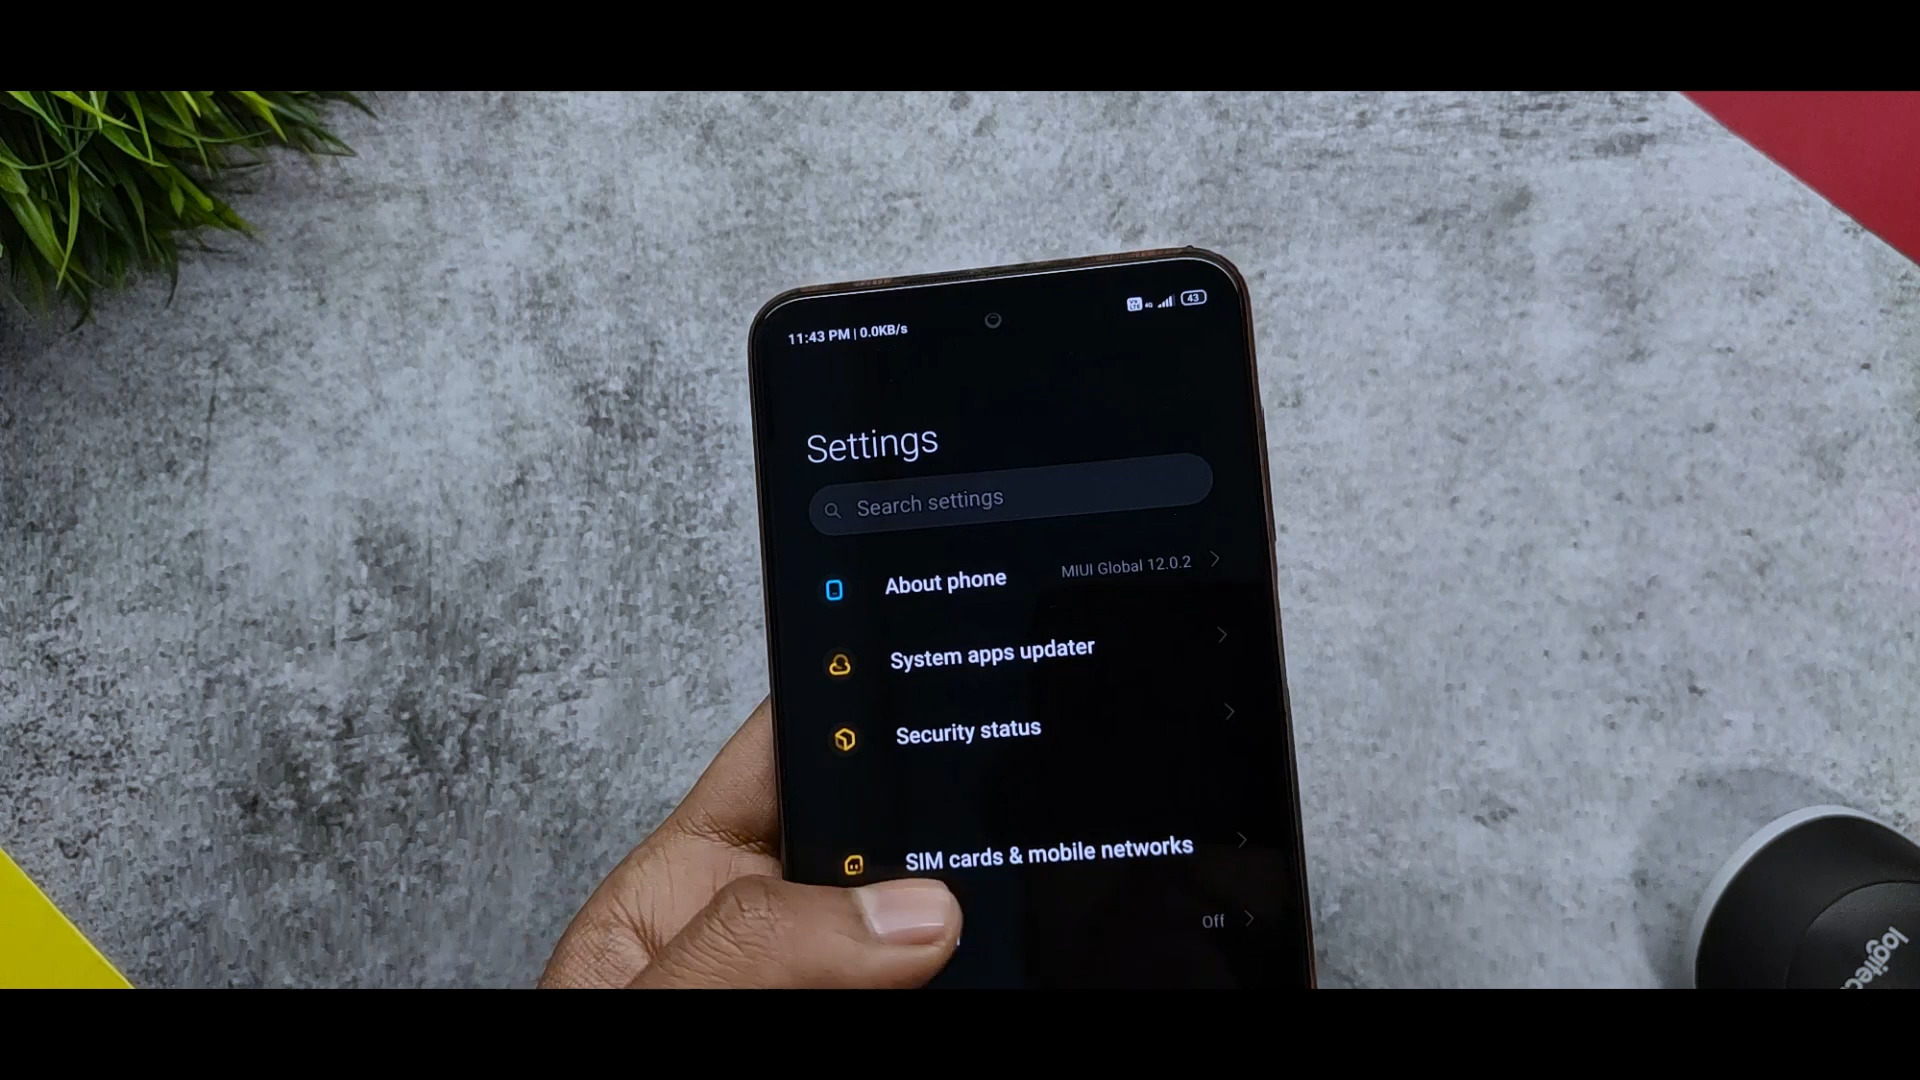 11:43 PM | 0.0KB/s
43
Settings
Search settings
About phone
MIUI Global 12.0.2
System apps updater
Security status
SIM cards & mobile networks
Off
logitech